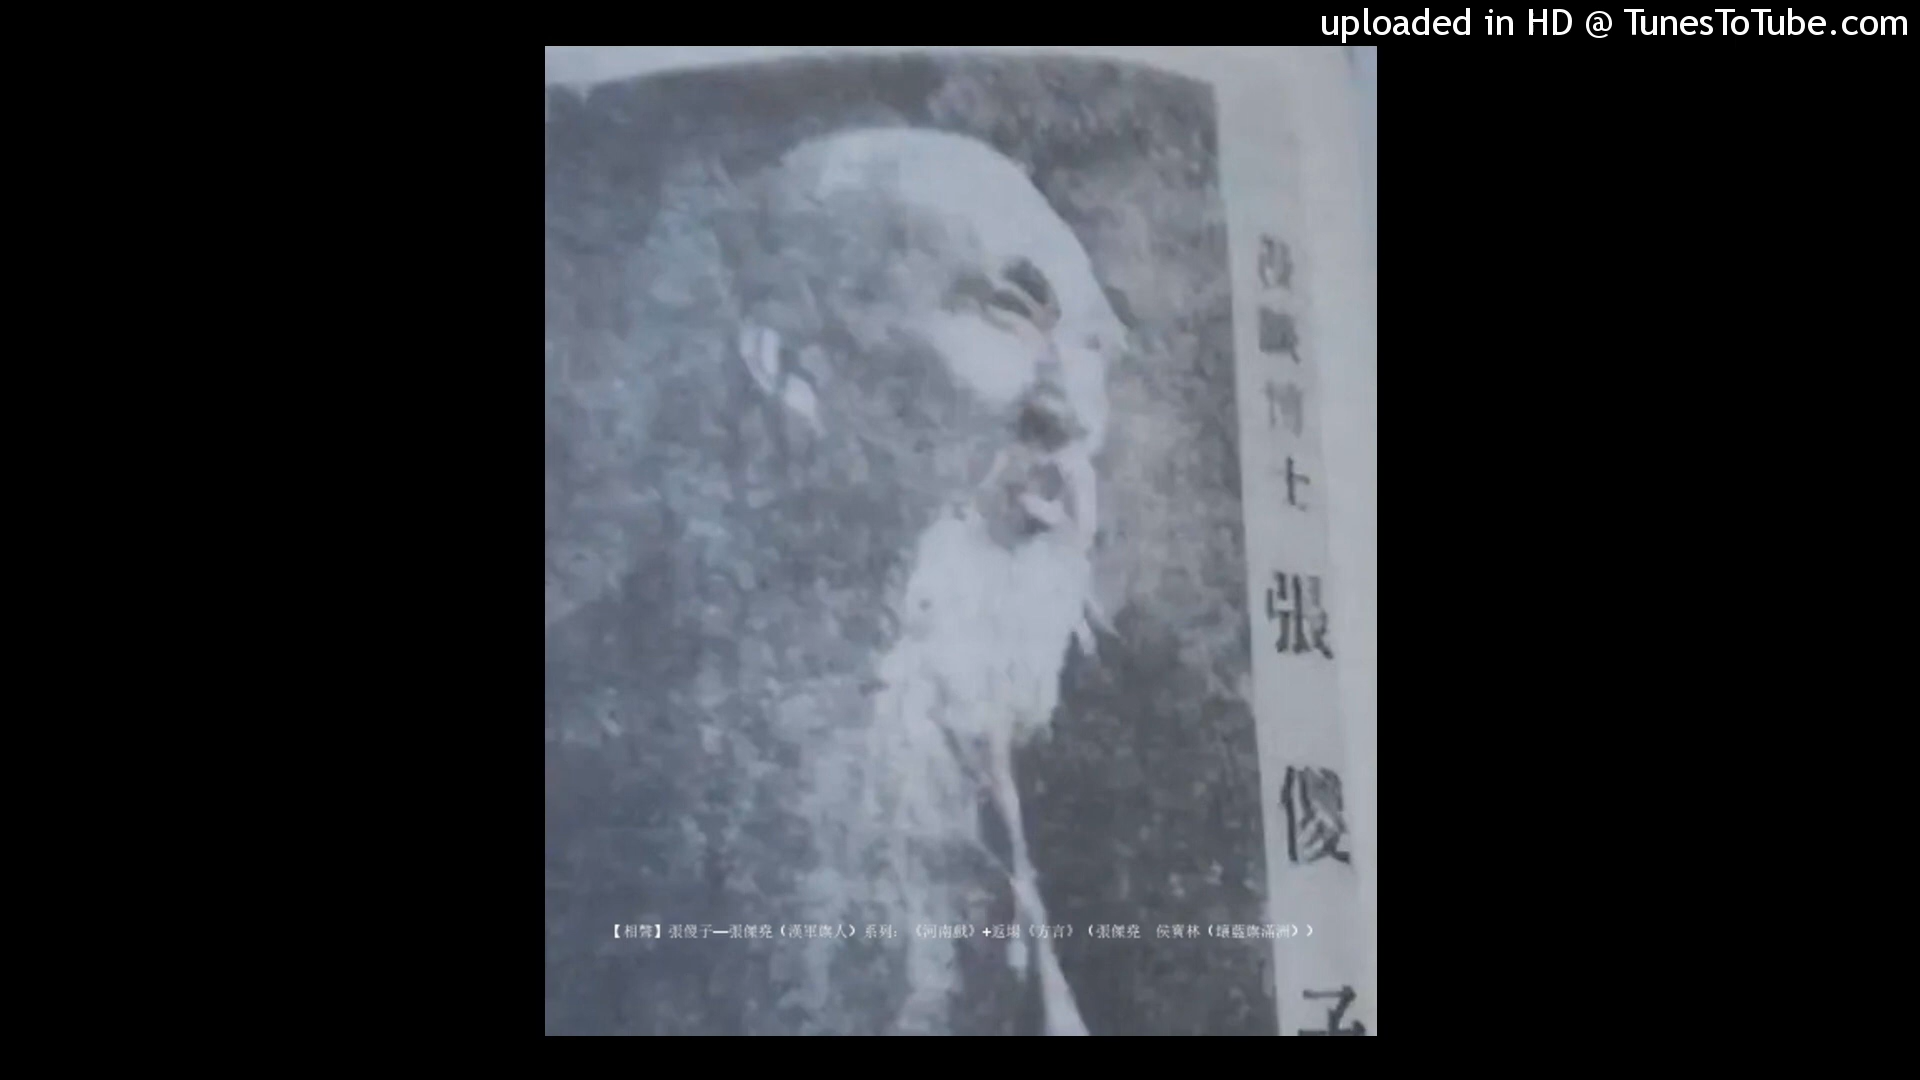 uploaded in HD @ TunesToTube.com
博士 張傻子
【相聲】張傻子—張傑堯（漢軍旗人）系列：《河南戲》+返場《方言》（張傑堯 侯寶林（鑲藍旗滿洲））